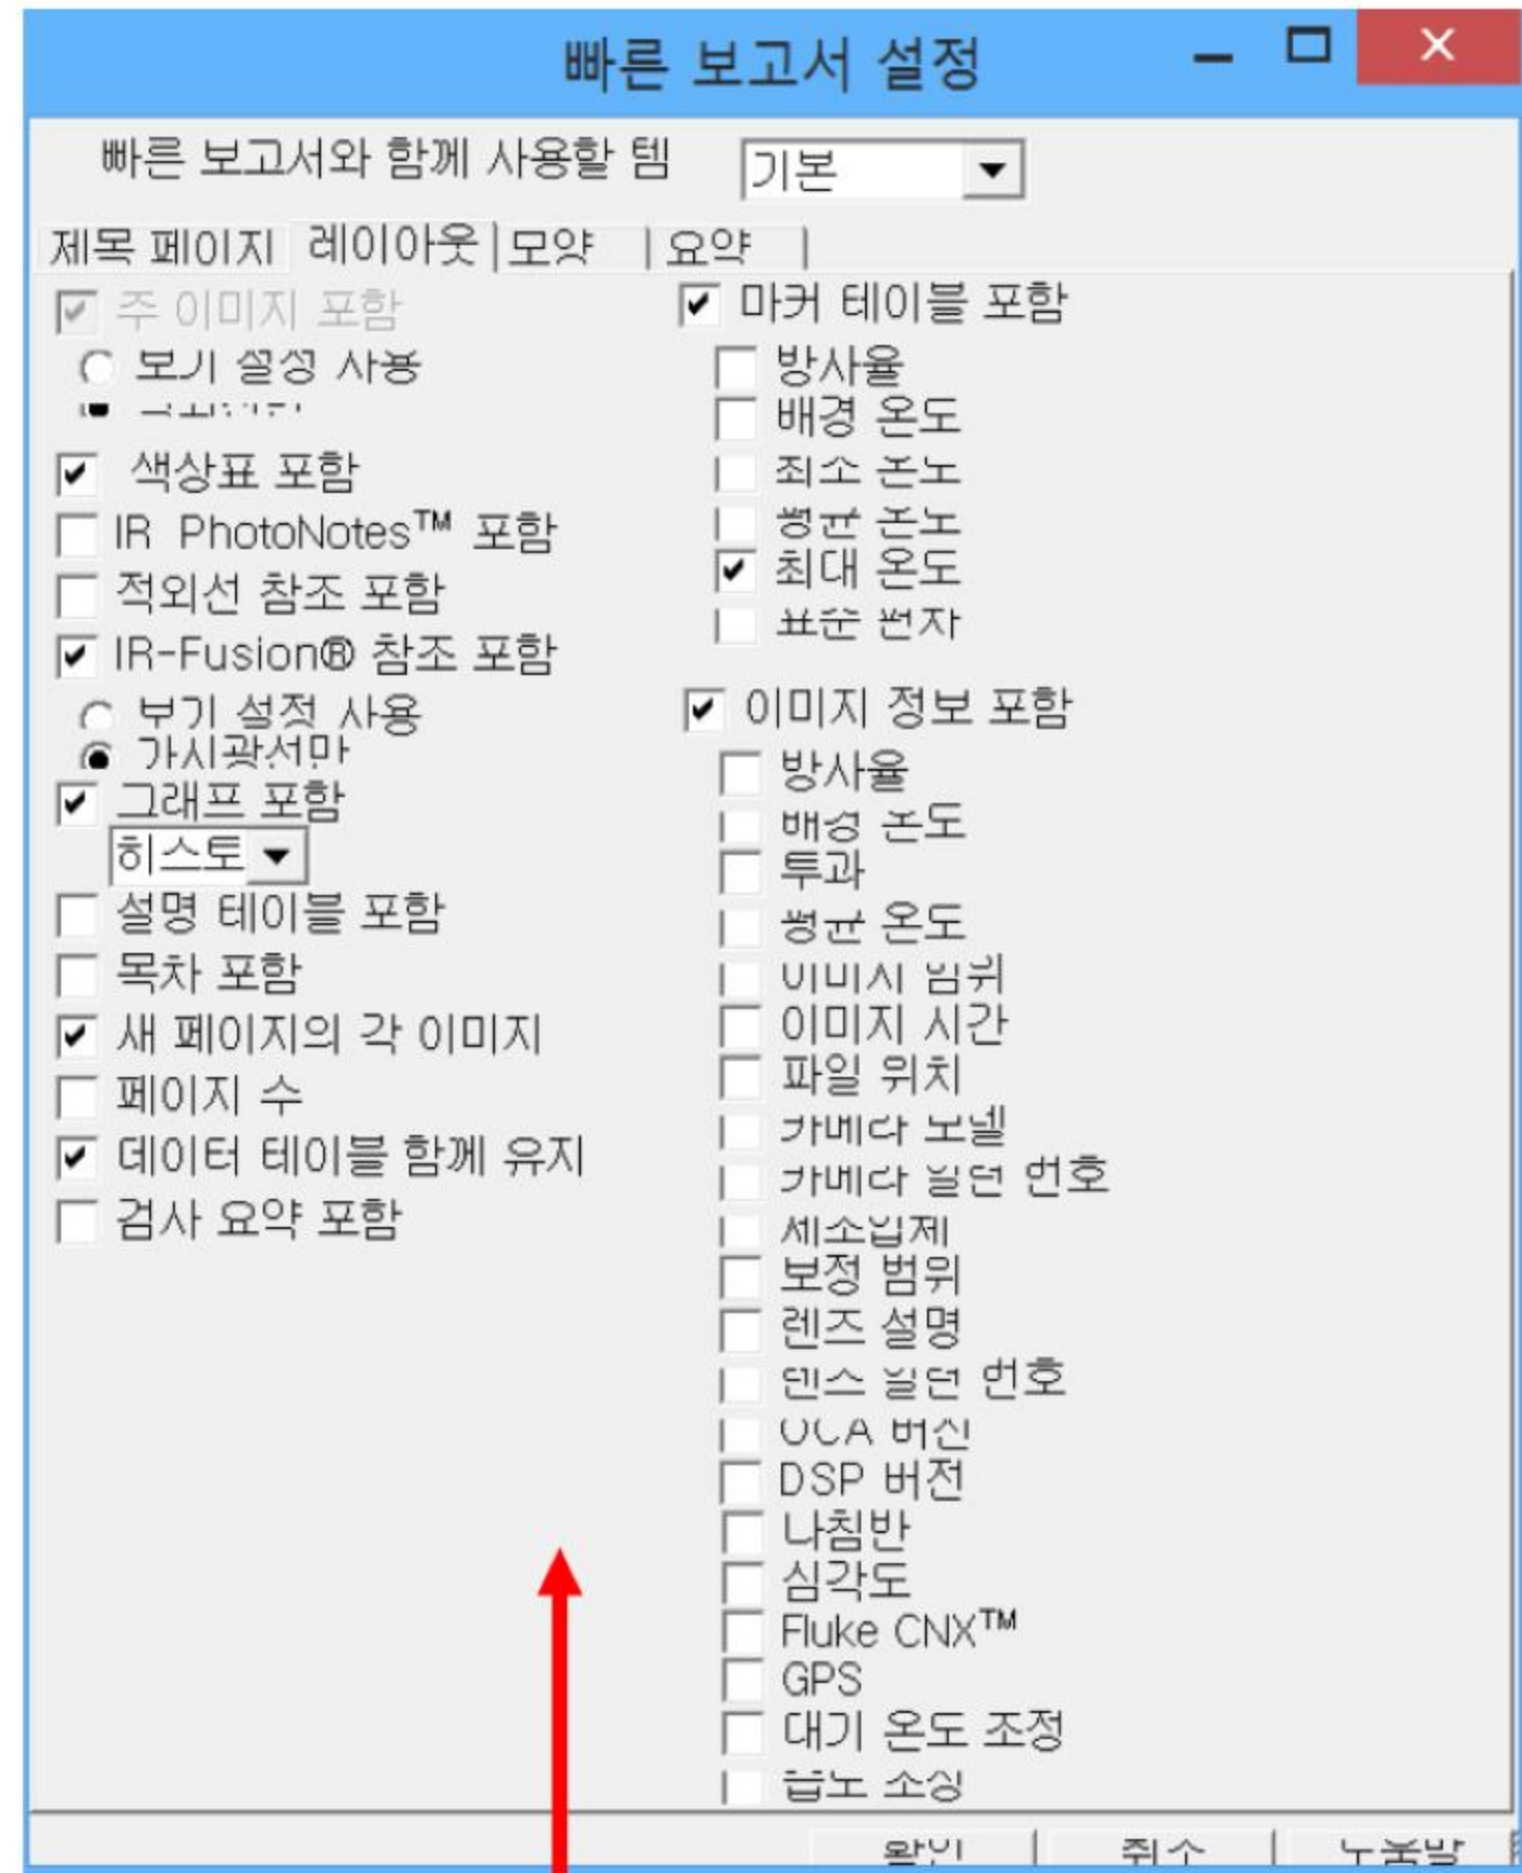 빠른 보고서 설정
빠른 보고서와 함께 사용할 템
기본
제목 페이지
레이아웃
모양
요약
주 이미지 포함
보기 설정 사용
색상표 포함
IR PhotoNotes™ 포함
적외선 참조 포함
IR-Fusion® 참조 포함
보기 설정 사용
가시광선만
그래프 포함
히스토
설명 테이블 포함
목차 포함
새 페이지의 각 이미지
페이지 수
데이터 테이블 함께 유지
검사 요약 포함
마커 테이블 포함
방사율
배경 온도
최소 온도
평균 온도
최대 온도
표준 편차
이미지 정보 포함
방사율
배경 온도
투과
평균 온도
이미지 범위
이미지 시간
파일 위치
카메라 모델
카메라 일련 번호
제조업체
보정 범위
렌즈 설명
렌즈 일련 번호
OCA 버전
DSP 버전
나침반
심각도
Fluke CNX™
GPS
대기 온도 조정
습도 조정
확인
취소
도움말